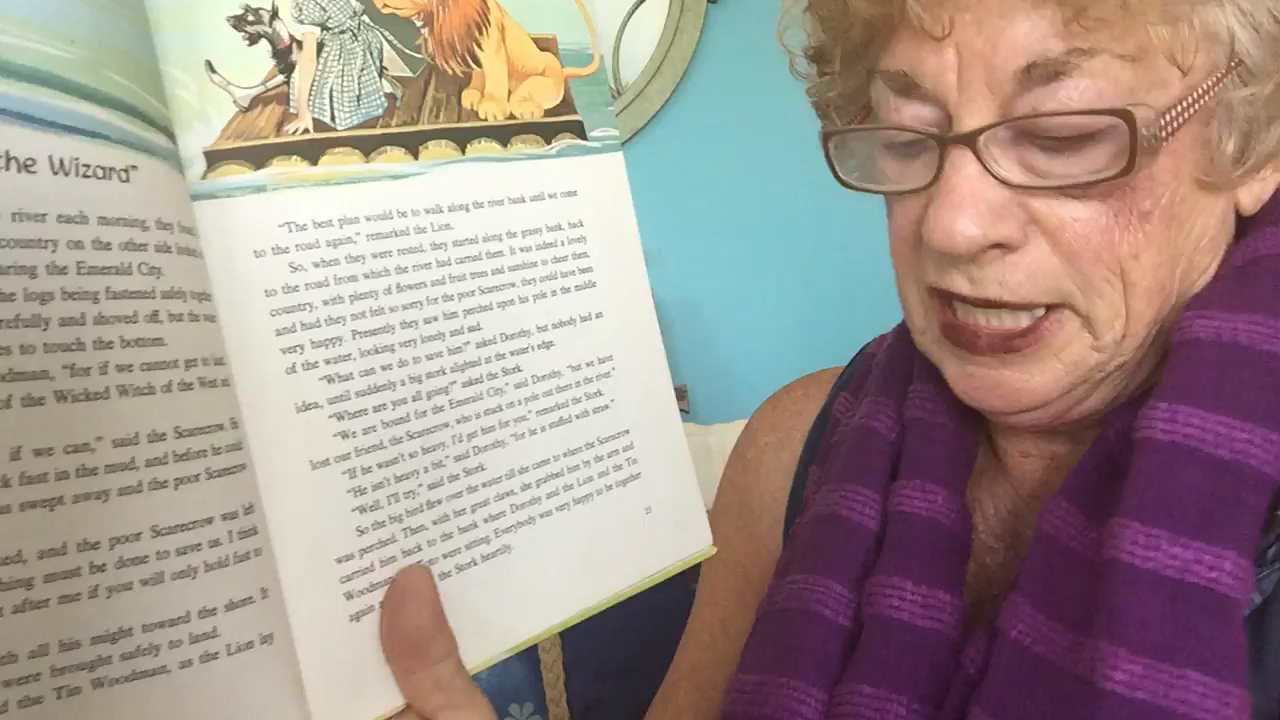 the Wizard"
river each morning, they
country on the other side
aring the Emerald City.
he logs being fastened safely
refully and shoved off, but the
es to touch the bottom.
dman, "for if we cannot get to
of the Wicked Witch of the West
if we can," said the Scarecrow.
k fast in the mud, and before he
swept away and the poor Scarecrow
ed, and the poor Scarecrow was left
hing must be done to save us. I think
after me if you will only hold fast to
th all his might toward the shore. It
were brought safely to land.
d the Tin Woodman, as the Lion lay
"The best plan would be to walk along the river bank until we come
to the road again," remarked the Lion.
So, when they were rested, they started along the grassy bank, back
to the road from which the river had carried them. It was indeed a lovely
country, with plenty of flowers and fruit trees and sunshine to cheer them,
and had they not felt so sorry for the poor Scarecrow, they could have been
very happy. Presently they saw him perched upon his pole in the middle
of the water, looking very lonely and sad.
"What can we do to save him?" asked Dorothy, but nobody had an
idea, until suddenly a big stork alighted at the water's edge.
"Where are you all going?" asked the Stork.
"We are bound for the Emerald City," said Dorothy, "but we have
lost our friend, the Scarecrow, who is stuck on a pole out there in the river."
"If he wasn't so heavy, I'd get him for you," remarked the Stork.
"He isn't heavy a bit," said Dorothy, "for he is stuffed with straw."
"Well, I'll try," said the Stork.
So the big bird flew over the water till she came to where the Scarecrow
was perched. Then, with her great claws, she grabbed him by the arm and
carried him back to the bank where Dorothy and the Lion and the Tin
Woodman were sitting. Everybody was very happy to be together
again the Stork heartily.